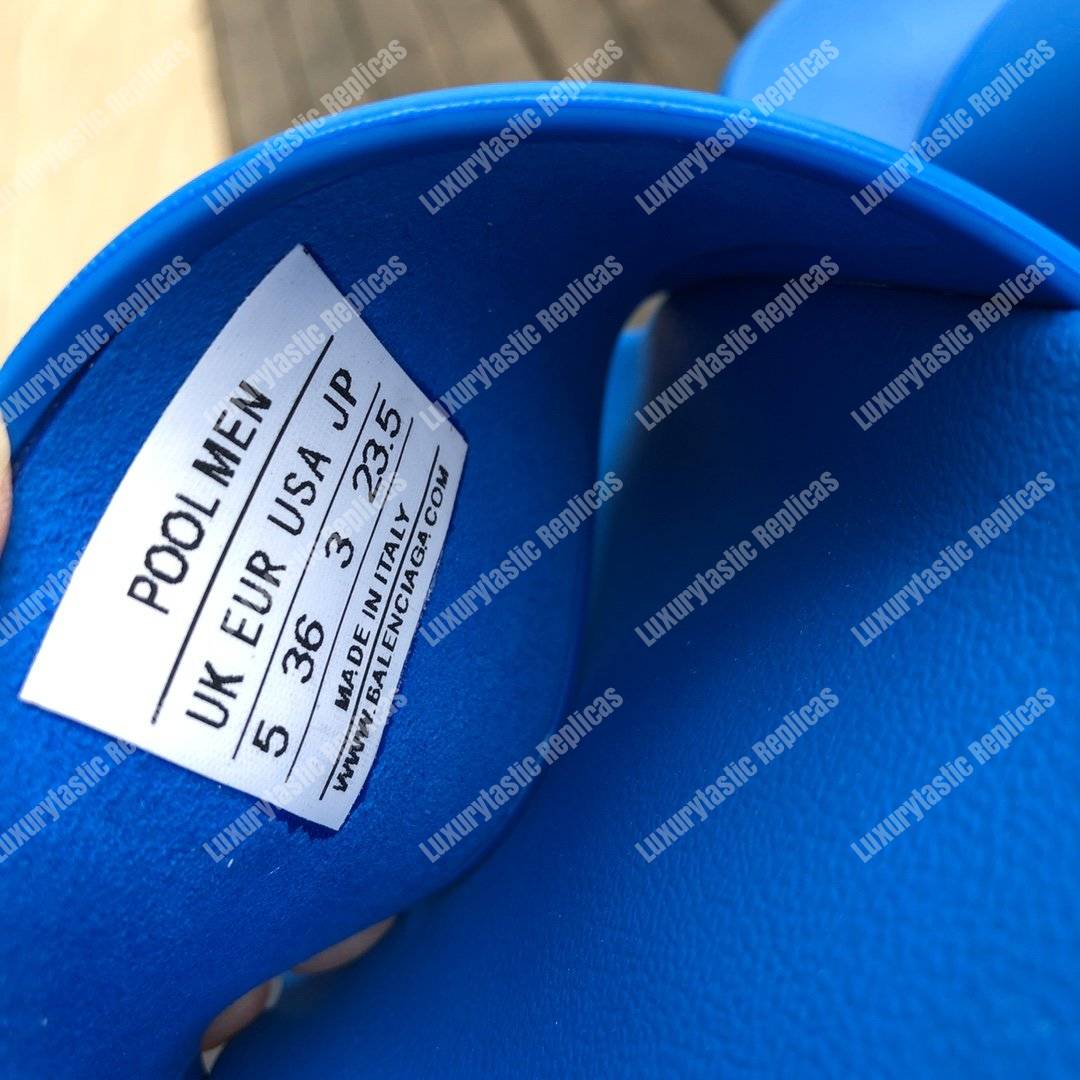 POOL MEN
UK EUR USA JP
5 36 3 23.5
MADE IN ITALY
WWW.BALENCIAGA.COM
Luxurytastic Replicas